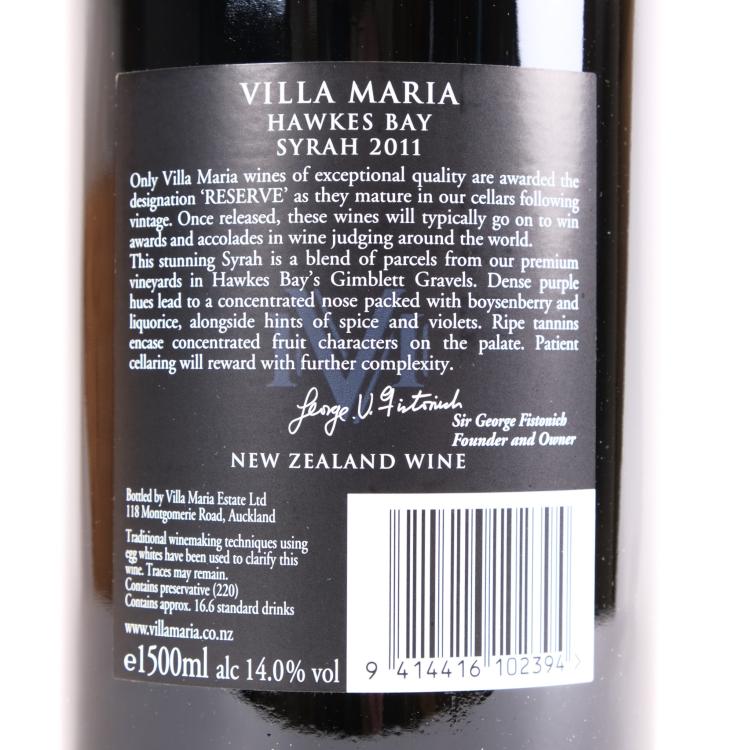 VILLA MARIA
HAWKES BAY
SYRAH 2011
Only Villa Maria wines of exceptional quality are awarded the
designation ‘RESERVE’ as they mature in our cellars following
vintage. Once released, these wines will typically go on to win
awards and accolades in wine judging around the world.
This stunning Syrah is a blend of parcels from our premium
vineyards in Hawkes Bay’s Gimblett Gravels. Dense purple
hues lead to a concentrated nose packed with boysenberry and
liquorice, alongside hints of spice and violets. Ripe tannins
encase concentrated fruit characters on the palate. Patient
cellaring will reward with further complexity.
George V. Fistonich
Sir George Fistonich
Founder and Owner
NEW ZEALAND WINE
Bottled by Villa Maria Estate Ltd
118 Montgomerie Road, Auckland
Traditional winemaking techniques using
egg whites have been used to clarify this
wine. Traces may remain.
Contains preservative (220)
Contains approx. 16.6 standard drinks
www.villamaria.co.nz
e1500ml alc 14.0% vol
9 414416 102394 >